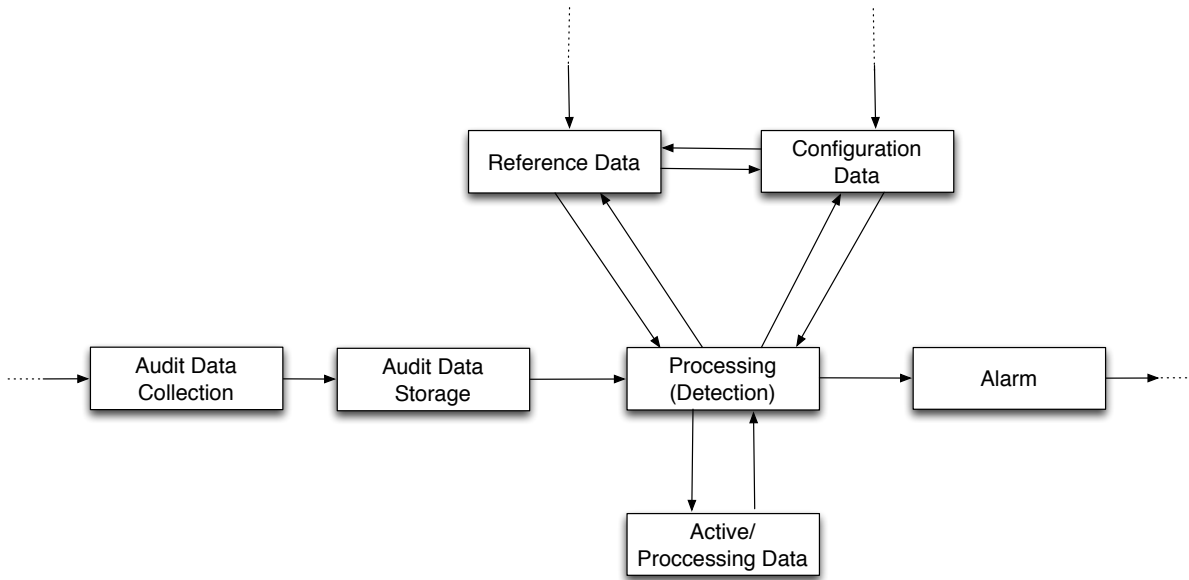 Reference Data
Configuration
Data
Audit Data
Collection
Audit Data
Storage
Processing
(Detection)
Alarm
Active/
Proccessing Data